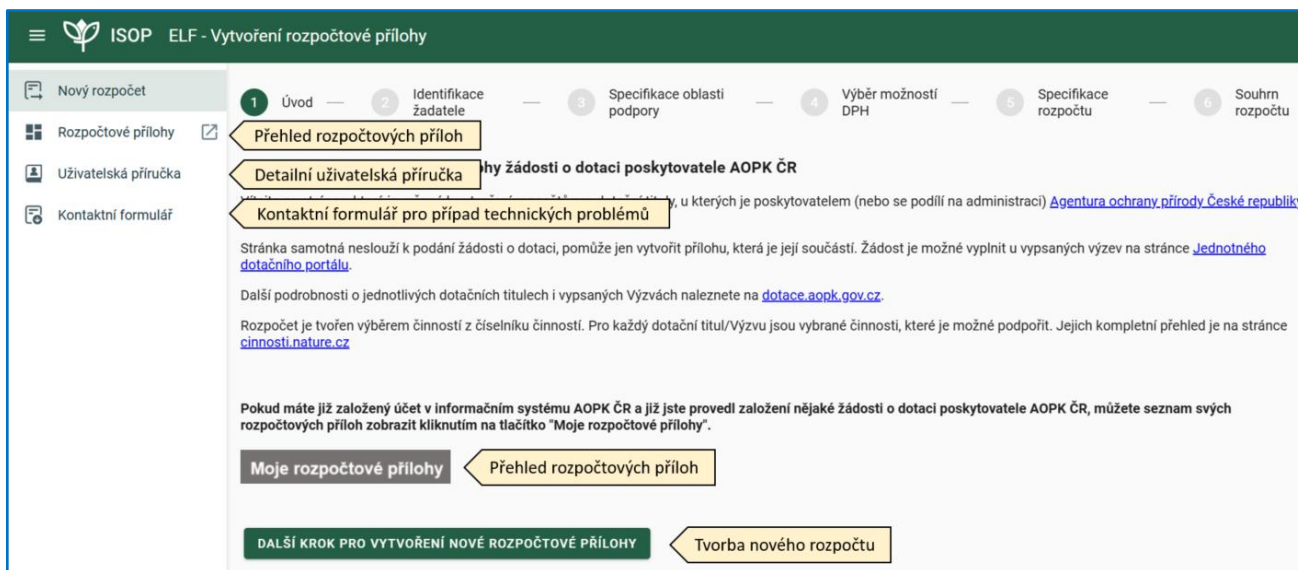 ISOP ELF - Vytvoření rozpočtové přílohy
Nový rozpočet
Rozpočtové přílohy
Uživatelská příručka
Kontaktní formulář
1 Úvod
2 Identifikace
žadatele
3 Specifikace oblasti
podpory
4 Výběr možností
DPH
5 Specifikace
rozpočtu
6 Souhrn
rozpočtu
Přehled rozpočtových příloh
Detailní uživatelská příručka
hy žádosti o dotaci poskytovatele AOPK ČR
Kontaktní formulář pro případ technických problémů
, u kterých je poskytovatelem (nebo se podílí na administraci) Agentura ochrany přírody České republiky
Stránka samotná neslouží k podání žádosti o dotaci, pomůže jen vytvořit přílohu, která je její součástí. Žádost je možné vyplnit u vypsaných výzev na stránce Jednotného
dotačního portálu.
Další podrobnosti o jednotlivých dotačních titulech i vypsaných Výzvách naleznete na dotace.aopk.gov.cz.
Rozpočet je tvořen výběrem činností z číselníku činností. Pro každý dotační titul/Výzvu jsou vybrané činnosti, které je možné podpořit. Jejich kompletní přehled je na stránce
cinnosti.nature.cz
Pokud máte již založený účet v informačním systému AOPK ČR a již jste provedl založení nějaké žádosti o dotaci poskytovatele AOPK ČR, můžete seznam svých
rozpočtových příloh zobrazit kliknutím na tlačítko "Moje rozpočtové přílohy".
Moje rozpočtové přílohy
Přehled rozpočtových příloh
DALŠÍ KROK PRO VYTVOŘENÍ NOVÉ ROZPOČTOVÉ PŘÍLOHY
Tvorba nového rozpočtu